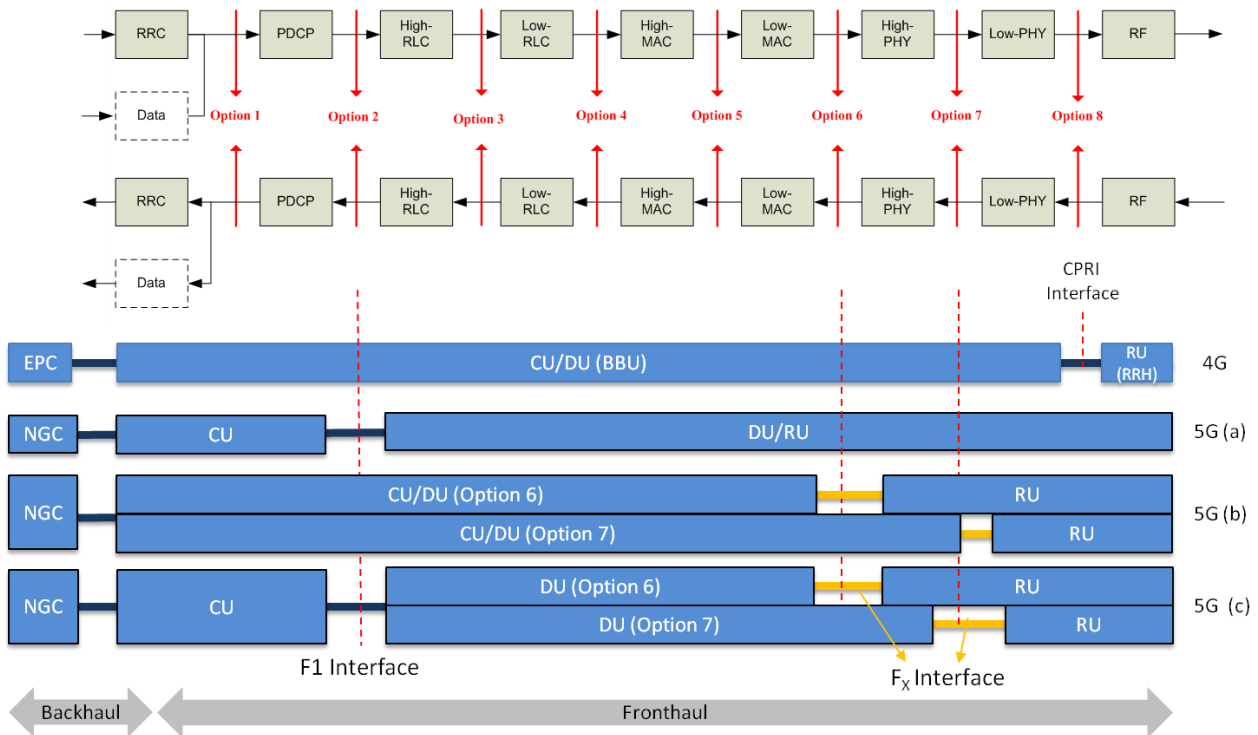 RRC
PDCP
High-
RLC
Low-
RLC
High-
MAC
Low-
MAC
High-
PHY
Low-PHY
RF
Data
Option 1
Option 2
Option 3
Option 4
Option 5
Option 6
Option 7
Option 8
RRC
PDCP
High-
RLC
Low-
RLC
High-
MAC
Low-
MAC
High-
PHY
Low-PHY
RF
Data
CPRI
Interface
EPC
CU/DU (BBU)
RU
(RRH)
4G
NGC
CU
DU/RU
5G (a)
NGC
CU/DU (Option 6)
RU
CU/DU (Option 7)
RU
5G (b)
NGC
CU
DU (Option 6)
RU
DU (Option 7)
RU
5G (c)
F1 Interface
FX Interface
Backhaul
Fronthaul